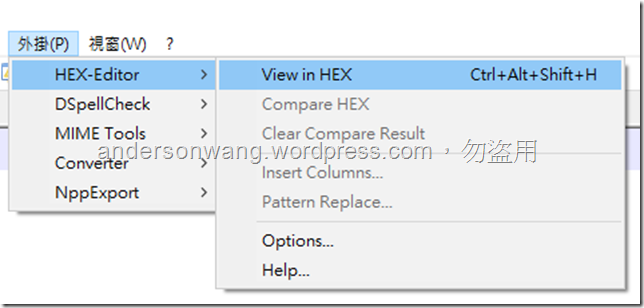 外掛(P) 視窗(W) ?
HEX-Editor
DSpellCheck
MIME Tools
Converter
NppExport
View in HEX Ctrl+Alt+Shift+H
Compare HEX
Clear Compare Result
Insert Columns...
Pattern Replace...
Options...
Help...
andersonwang.wordpress.com，勿盜用